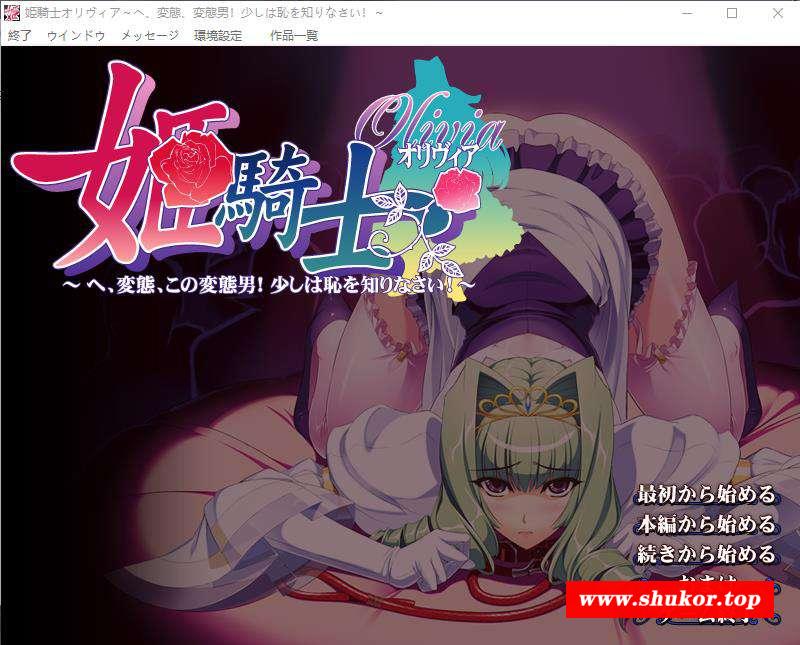 姫騎士オリヴィア～へ、変態、変態男！少しは恥を知りなさい！～
終了 ウインドウ メッセージ 環境設定 作品一覧
Olivia
オリヴィア
姫騎士
～ へ、変態、この変態男！ 少しは恥を知りなさい！ ～
最初から始める
本編から始める
続きから始める
www.shukor.top